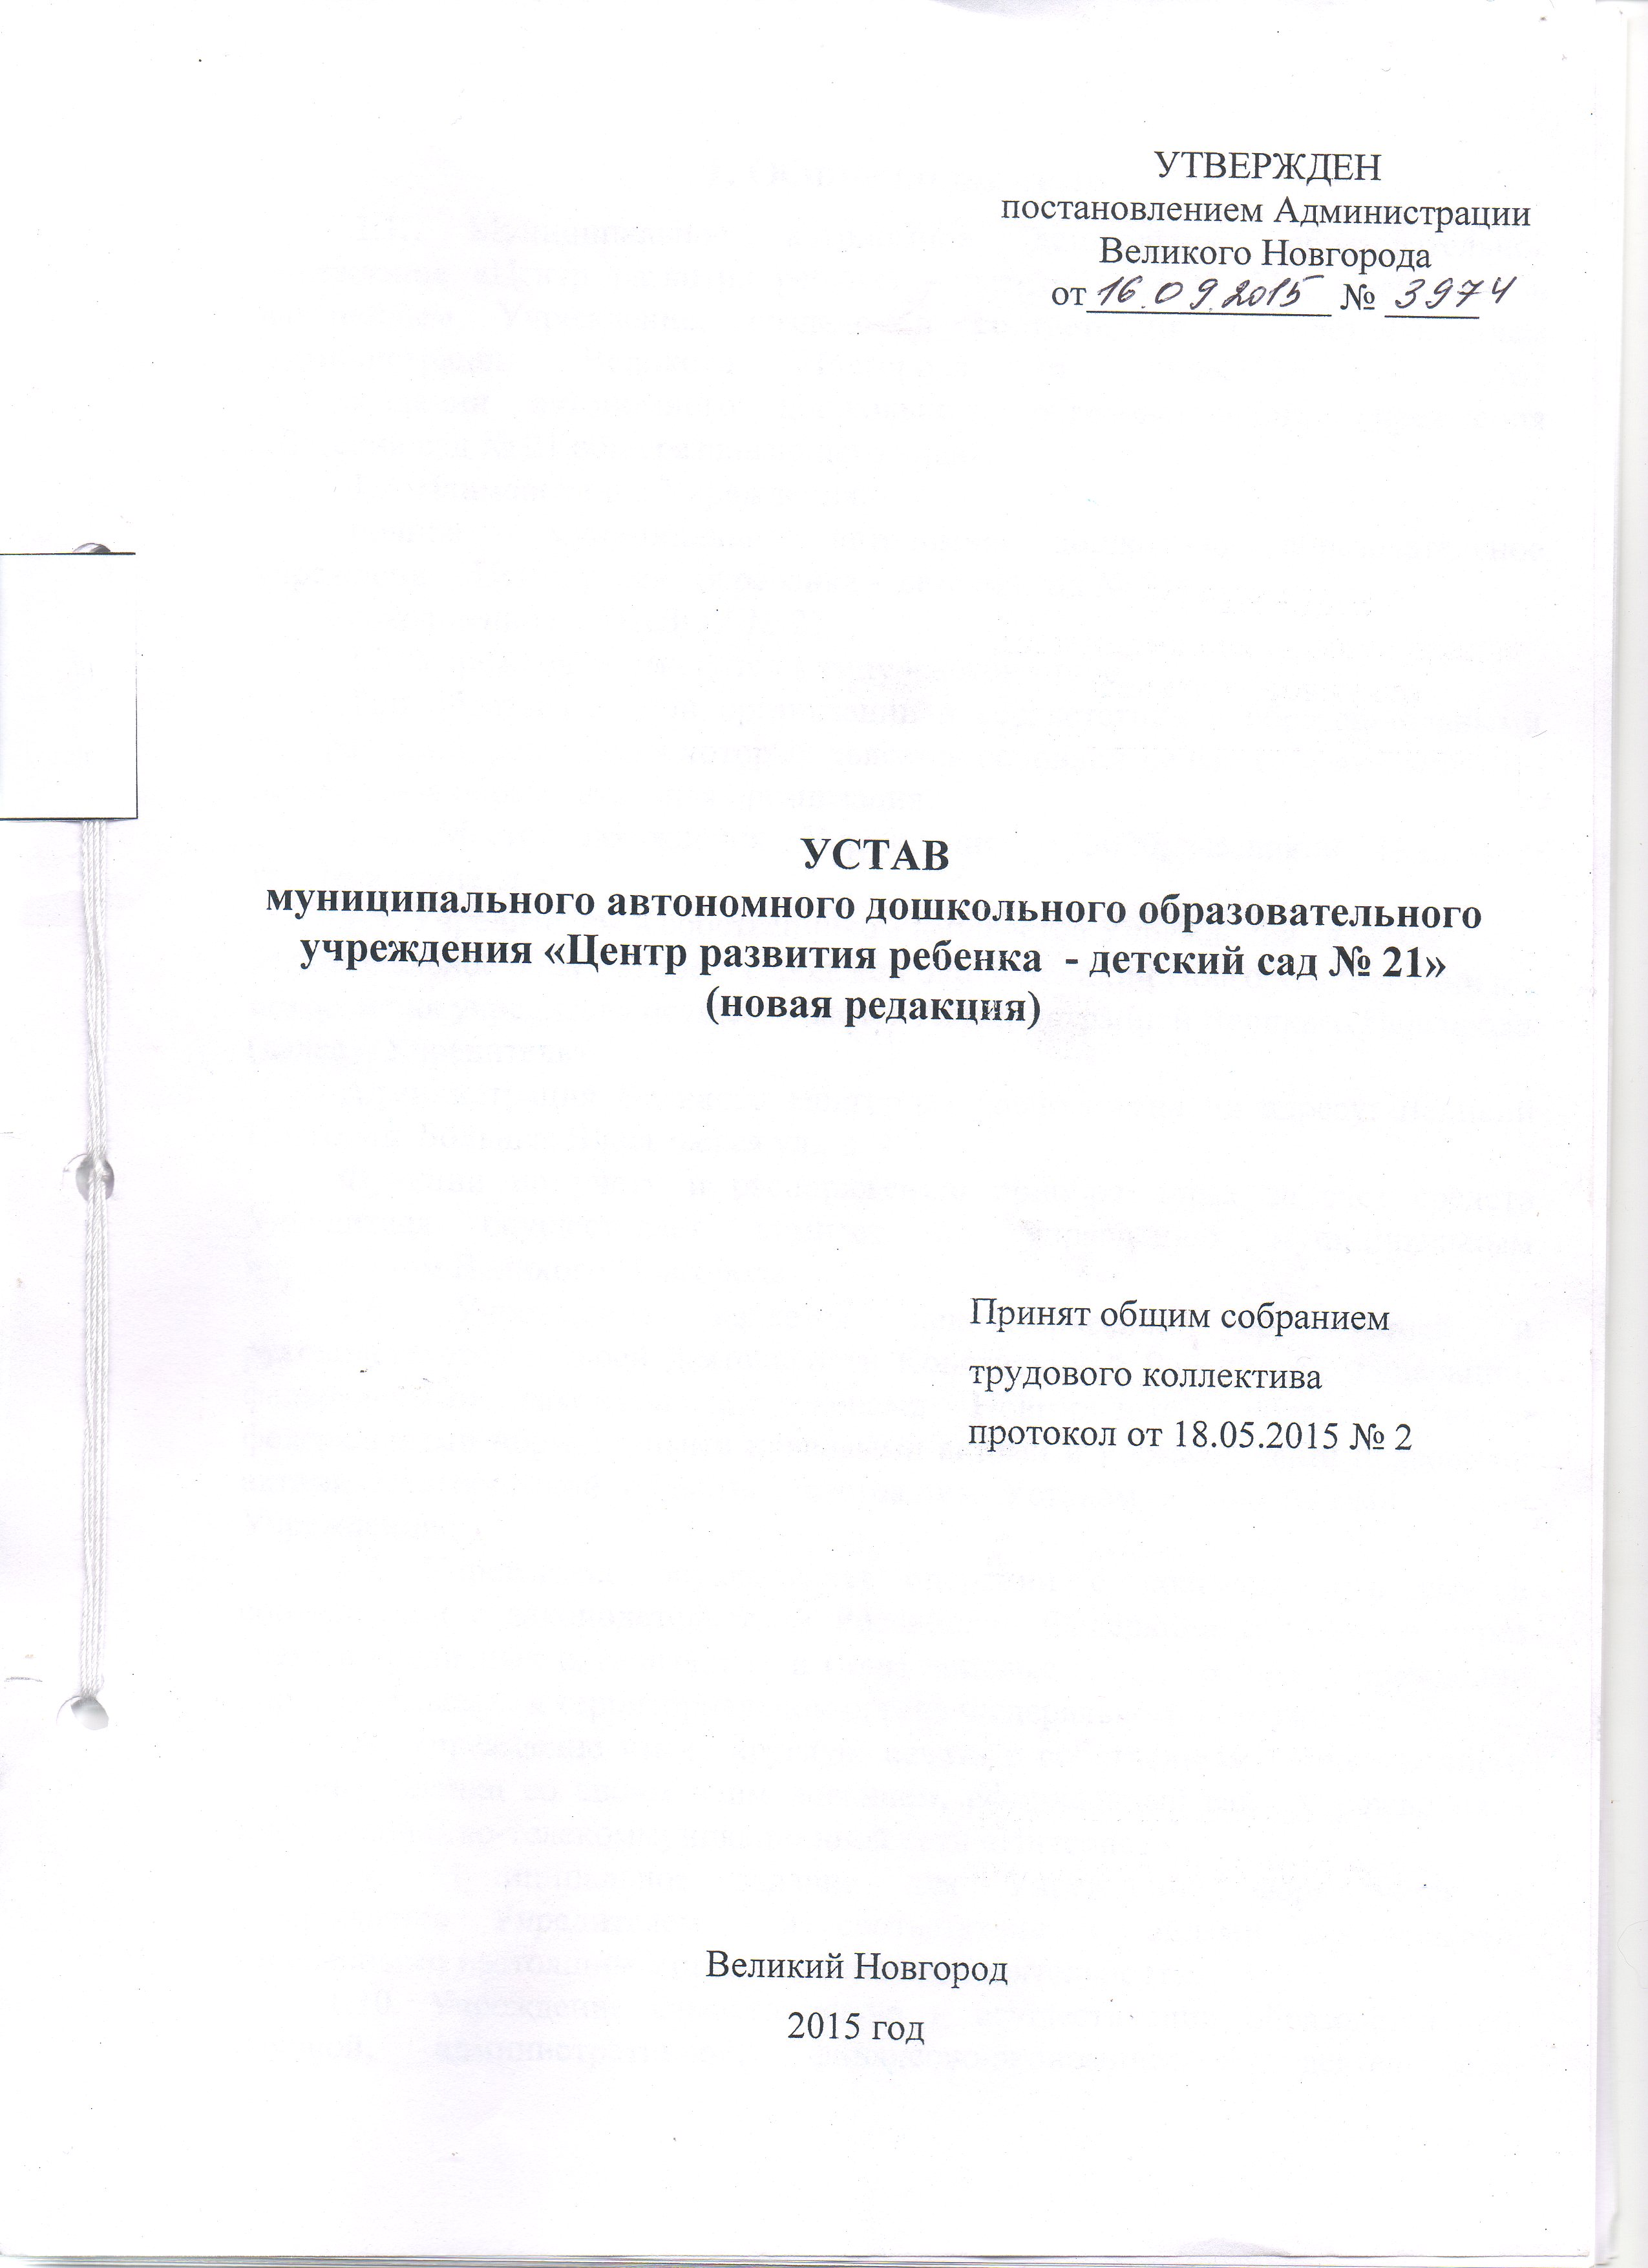 УТВЕРЖДЕН
постановлением Администрации
Великого Новгорода
от 16.09.2015 № 3974
УСТАВ
муниципального автономного дошкольного образовательного
учреждения «Центр развития ребенка - детский сад № 21»
(новая редакция)
Принят общим собранием
трудового коллектива
протокол от 18.05.2015 № 2
Великий Новгород
2015 год